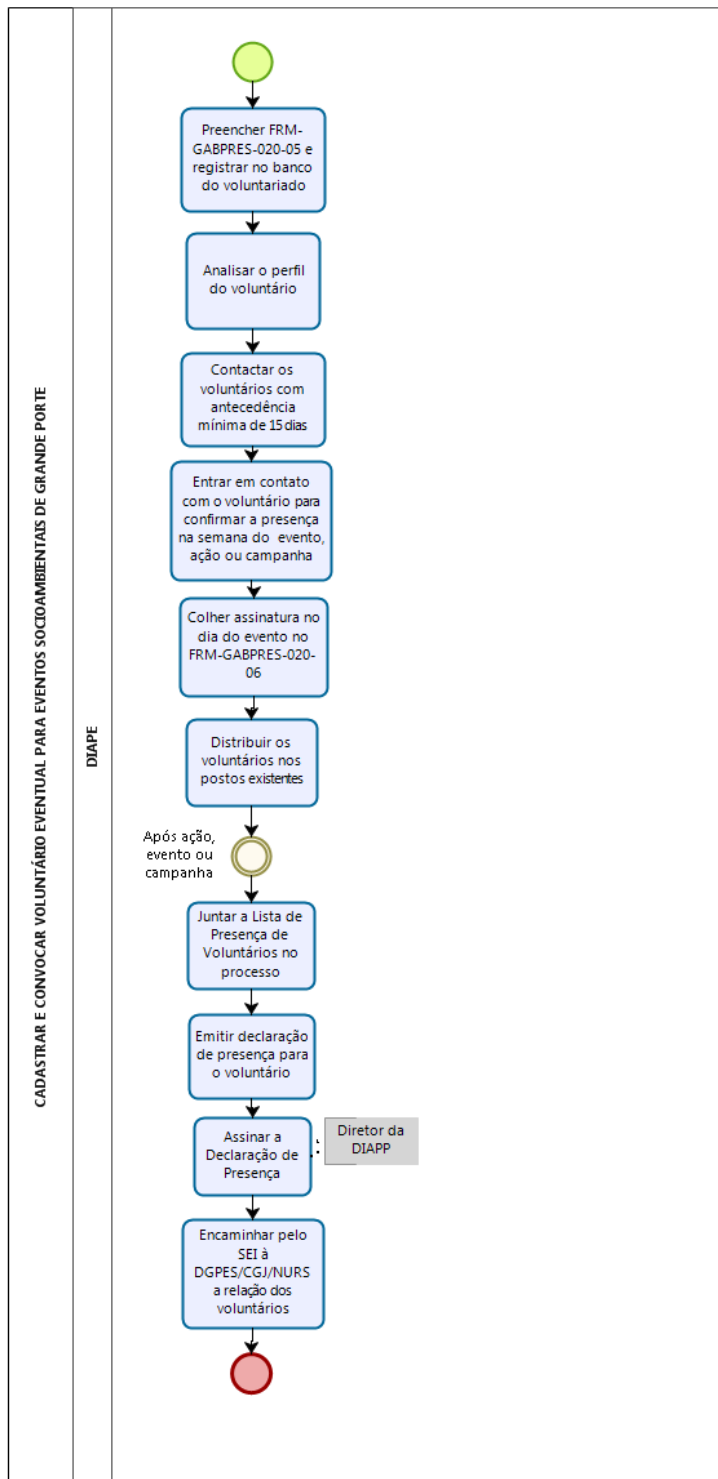 CADASTRAR E CONVOCAR VOLUNTÁRIO EVENTUAL PARA EVENTOS SOCIOAMBIENTAIS DE GRANDE PORTE
DIAPE
Preencher FRM-
GABPRES-020-05 e
registrar no banco
do voluntariado
Analisar o perfil
do voluntário
Contactar os
voluntários com
antecedência
mínima de 15 dias
Entrar em contato
com o voluntário para
confirmar a presença
na semana do evento,
ação ou campanha
Colher assinatura no
dia do evento no
FRM-GABPRES-020-
06
Distribuir os
voluntários nos
postos existentes
Após ação,
evento ou
campanha
Juntar a Lista de
Presença de
Voluntários no
processo
Emitir declaração
de presença para
o voluntário
Assinar a
Declaração de
Presença
Diretor da
DIAPP
Encaminhar pelo
SEI à
DGPES/CGJ/NURS
a relação dos
voluntários